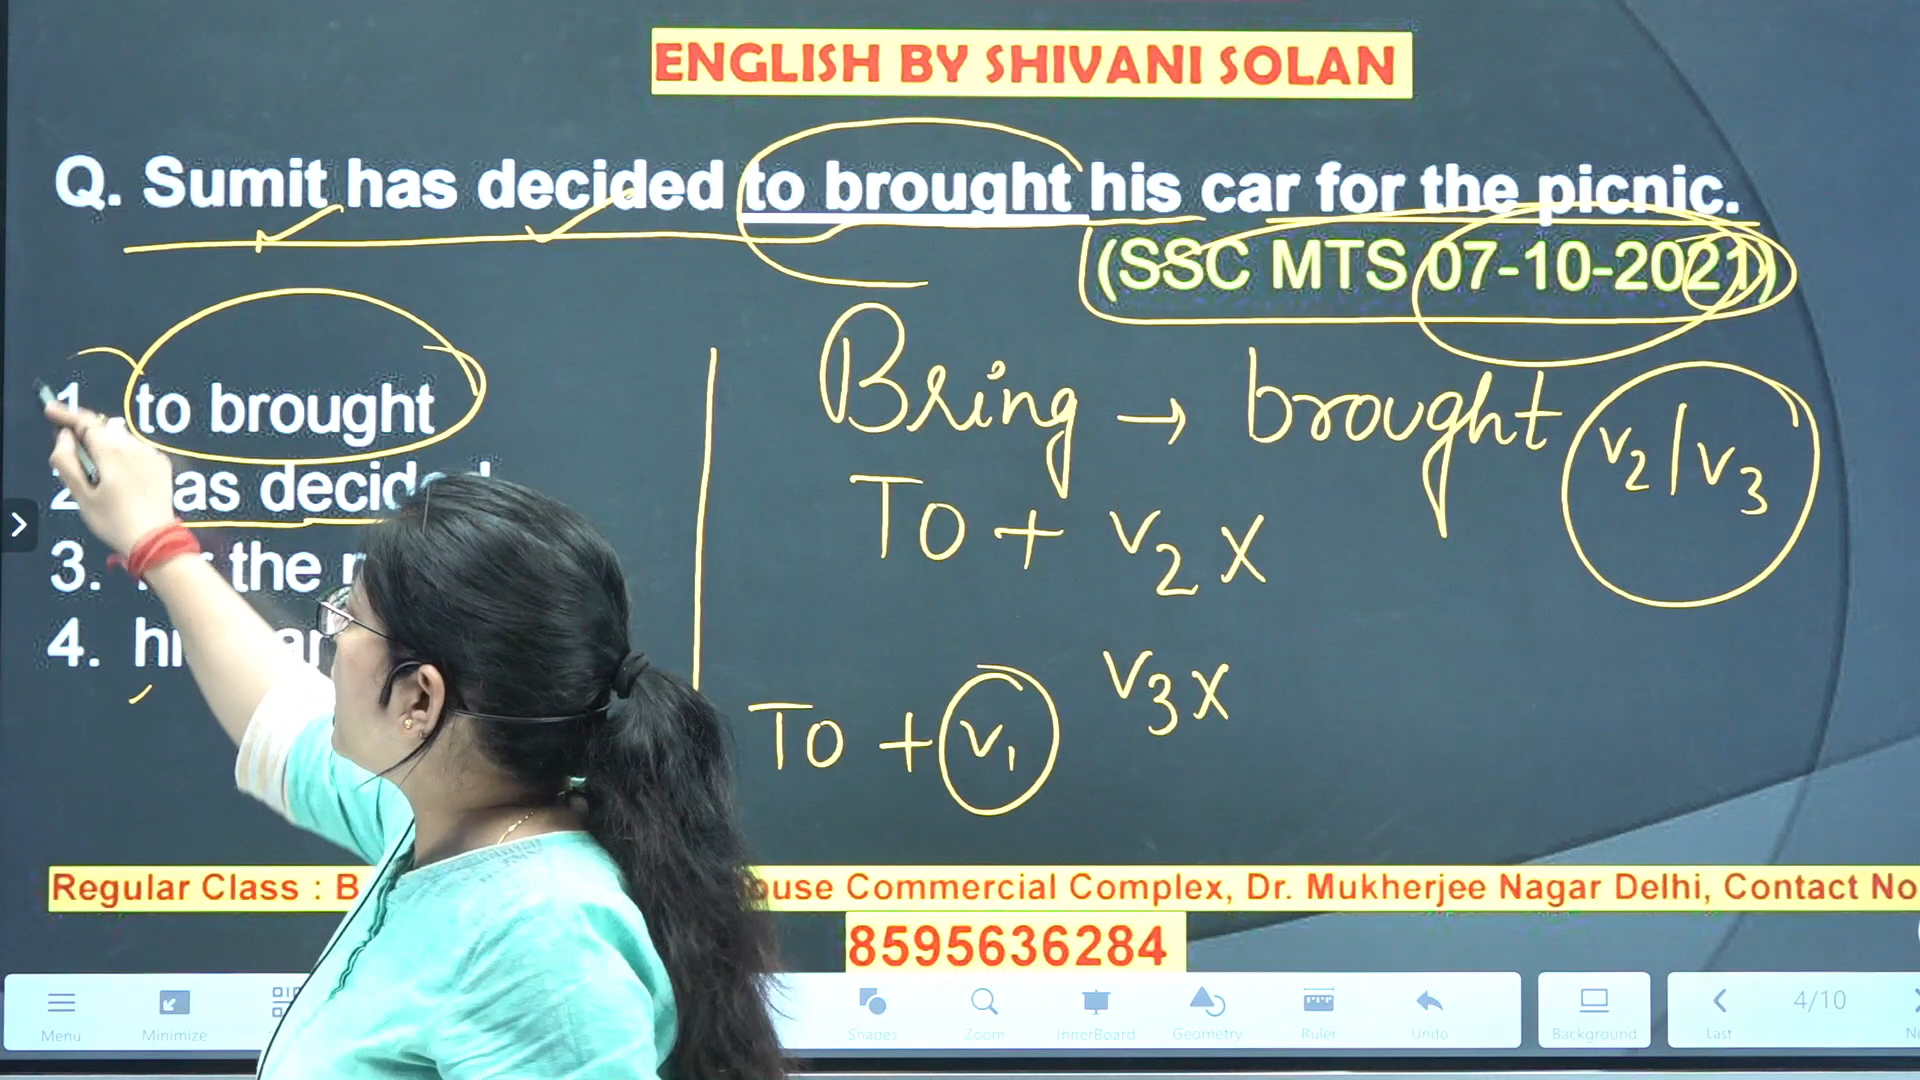 ENGLISH BY SHIVANI SOLAN
Q. Sumit has decided to brought his car for the picnic.
(SSC MTS 07-10-2021)
1. to brought
2. as decided
3. the
4.
Bring → brought V2/V3
TO + V2 X
V3 X
TO + V1
Regular Class : B ouse Commercial Complex, Dr. Mukherjee Nagar Delhi, Contact No
8595636284
Menu Minimize Shapes Zoom InnerBoard Geometry Ruler Undo Background Last 4/10